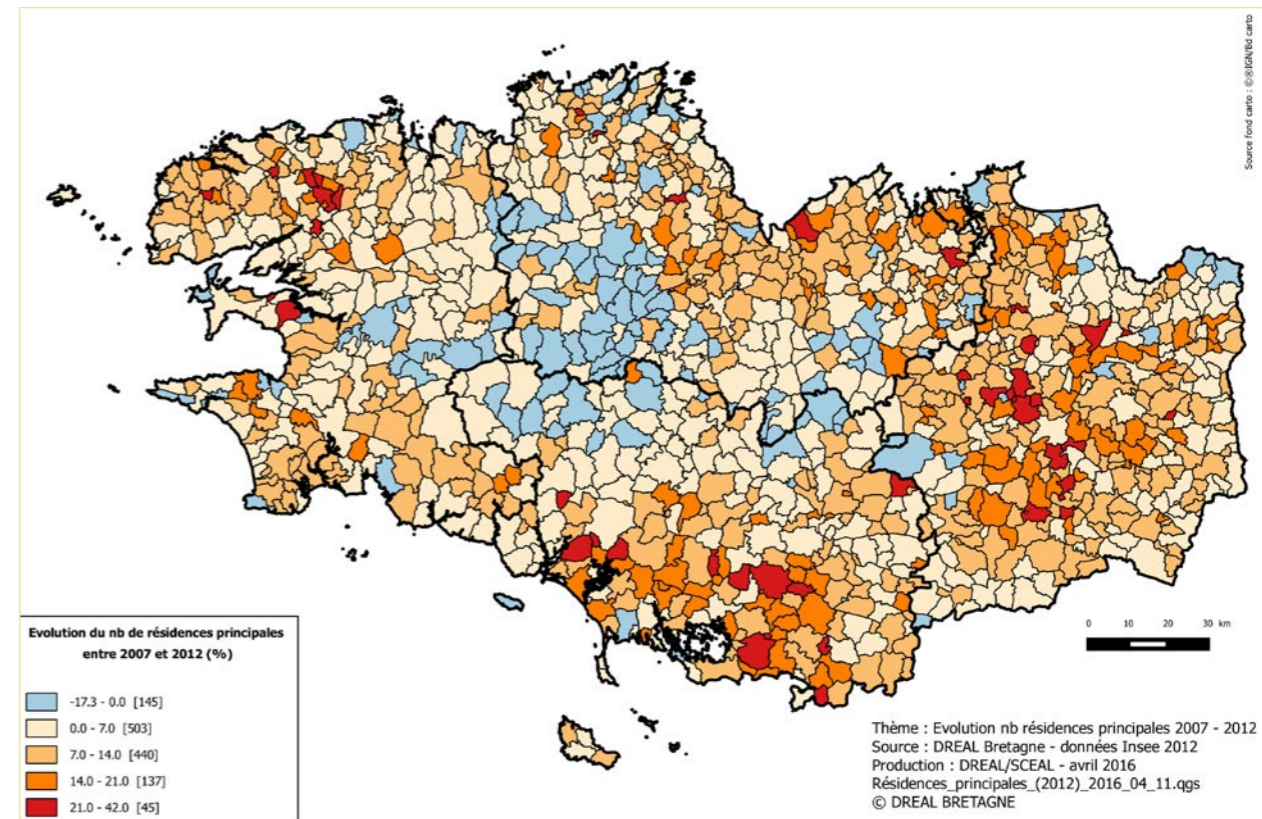 Source fond carto : ©®IGN/Bd carto
Evolution du nb de résidences principales
entre 2007 et 2012 (%)
-17.3 - 0.0 [145]
0.0 - 7.0 [503]
7.0 - 14.0 [440]
14.0 - 21.0 [137]
21.0 - 42.0 [45]
0 10 20 30 km
Thème : Evolution nb résidences principales 2007 - 2012
Source : DREAL Bretagne - données Insee 2012
Production : DREAL/SCEAL - avril 2016
Résidences_principales_(2012)_2016_04_11.qgs
© DREAL BRETAGNE